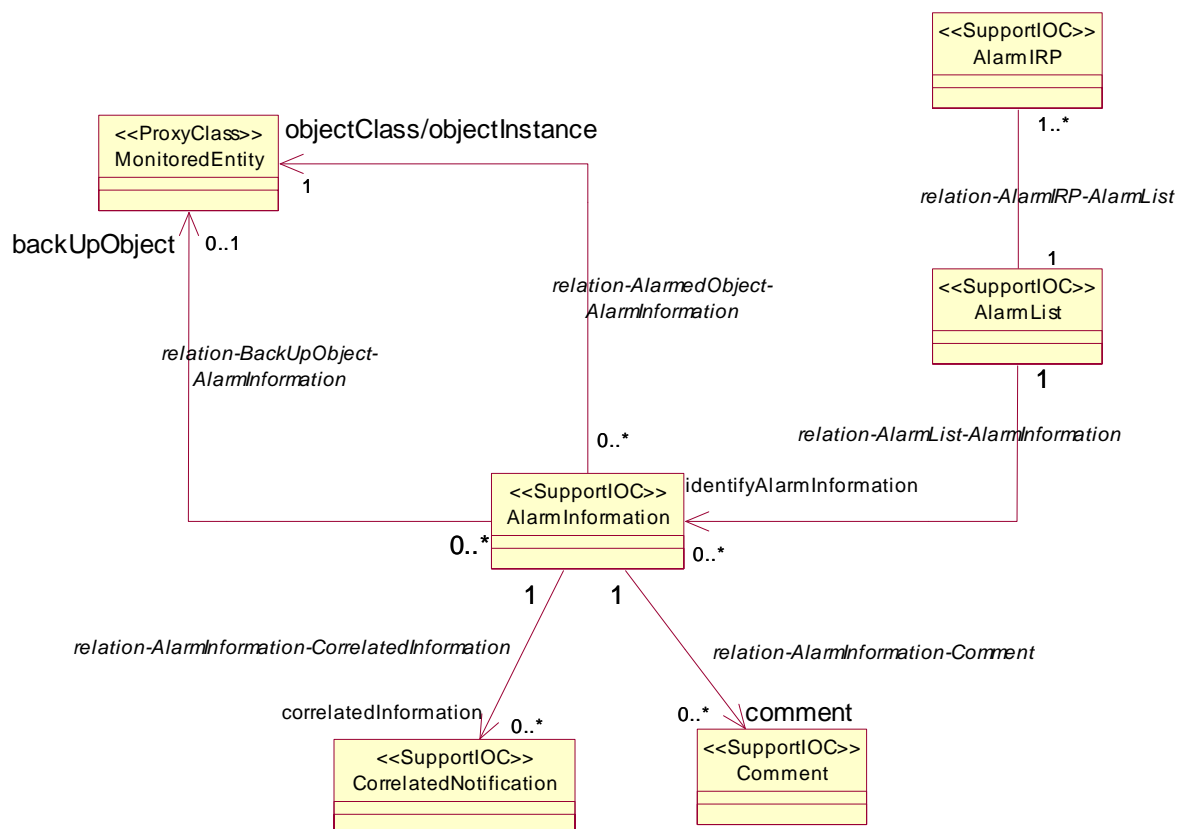 <<SupportIOC>>
AlarmIRP
1..*
relation-AlarmIRP-AlarmList
1
<<SupportIOC>>
AlarmList
1
relation-AlarmList-AlarmInformation
<<ProxyClass>>
MonitoredEntity
objectClass/objectInstance
1
backUpObject
0..1
relation-AlarmedObject-
AlarmInformation
relation-BackUpObject-
AlarmInformation
0..*
identifyAlarmInformation
<<SupportIOC>>
AlarmInformation
0..*
0..*
1
1
relation-AlarmInformation-CorrelatedInformation
relation-AlarmInformation-Comment
correlatedInformation
0..*
0..*
comment
<<SupportIOC>>
CorrelatedNotification
<<SupportIOC>>
Comment